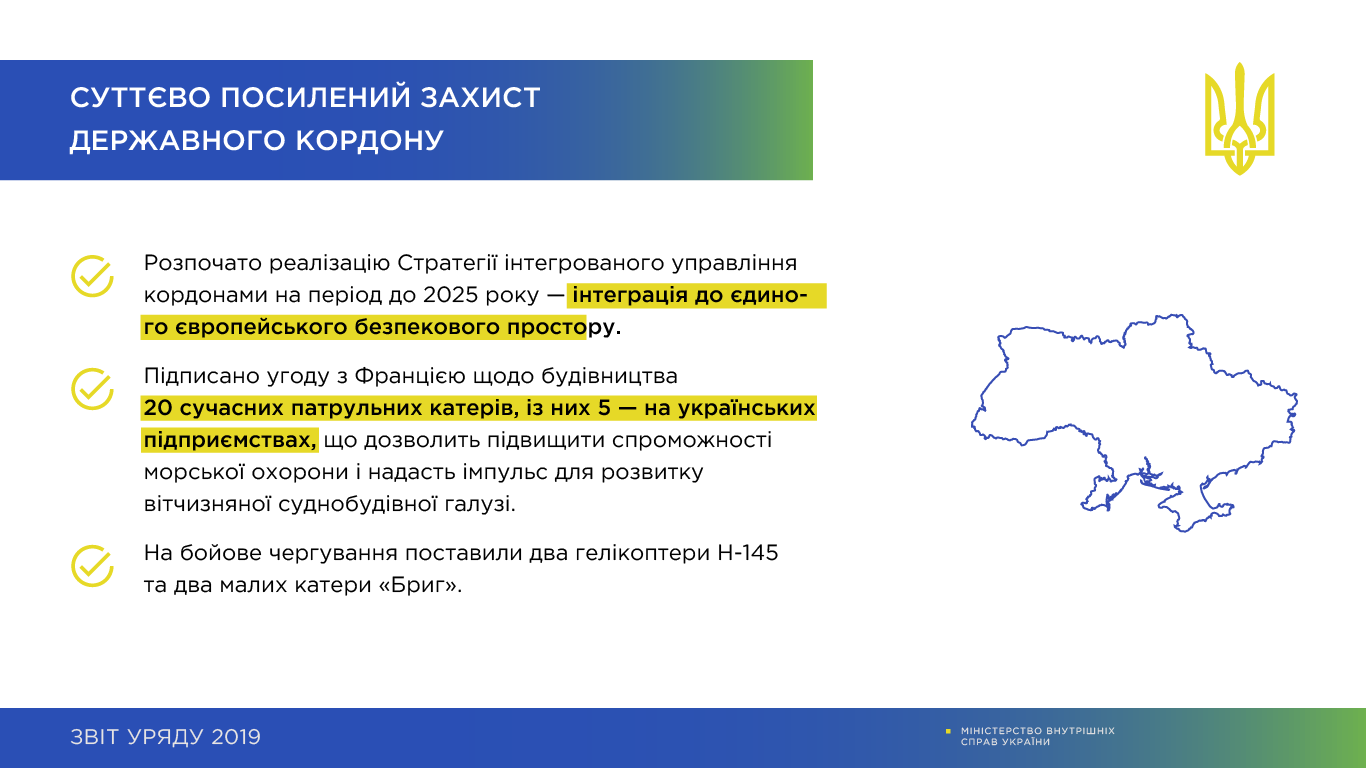 СУТТЄВО ПОСИЛЕНИЙ ЗАХИСТ
ДЕРЖАВНОГО КОРДОНУ
Розпочато реалізацію Стратегії інтегрованого управління
кордонами на період до 2025 року — інтеграція до єдино-
го європейського безпекового простору.
Підписано угоду з Францією щодо будівництва
20 сучасних патрульних катерів, із них 5 — на українських
підприємствах, що дозволить підвищити спроможності
морської охорони і надасть імпульс для розвитку
вітчизняної суднобудівної галузі.
На бойове чергування поставили два гелікоптери Н-145
та два малих катери «Бриг».
ЗВІТ УРЯДУ 2019
МІНІСТЕРСТВО ВНУТРІШНІХ
СПРАВ УКРАЇНИ